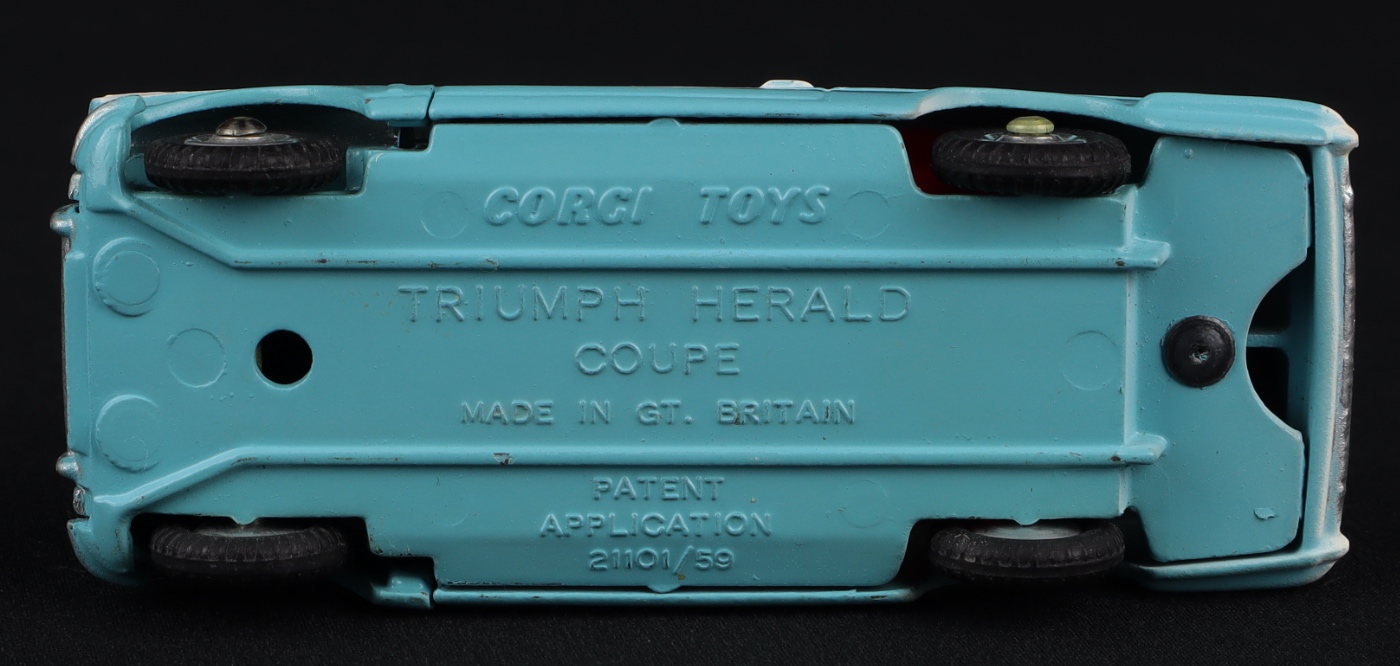 CORGI TOYS
TRIUMPH HERALD
COUPE
MADE IN GT. BRITAIN
PATENT
APPLICATION
21101/59